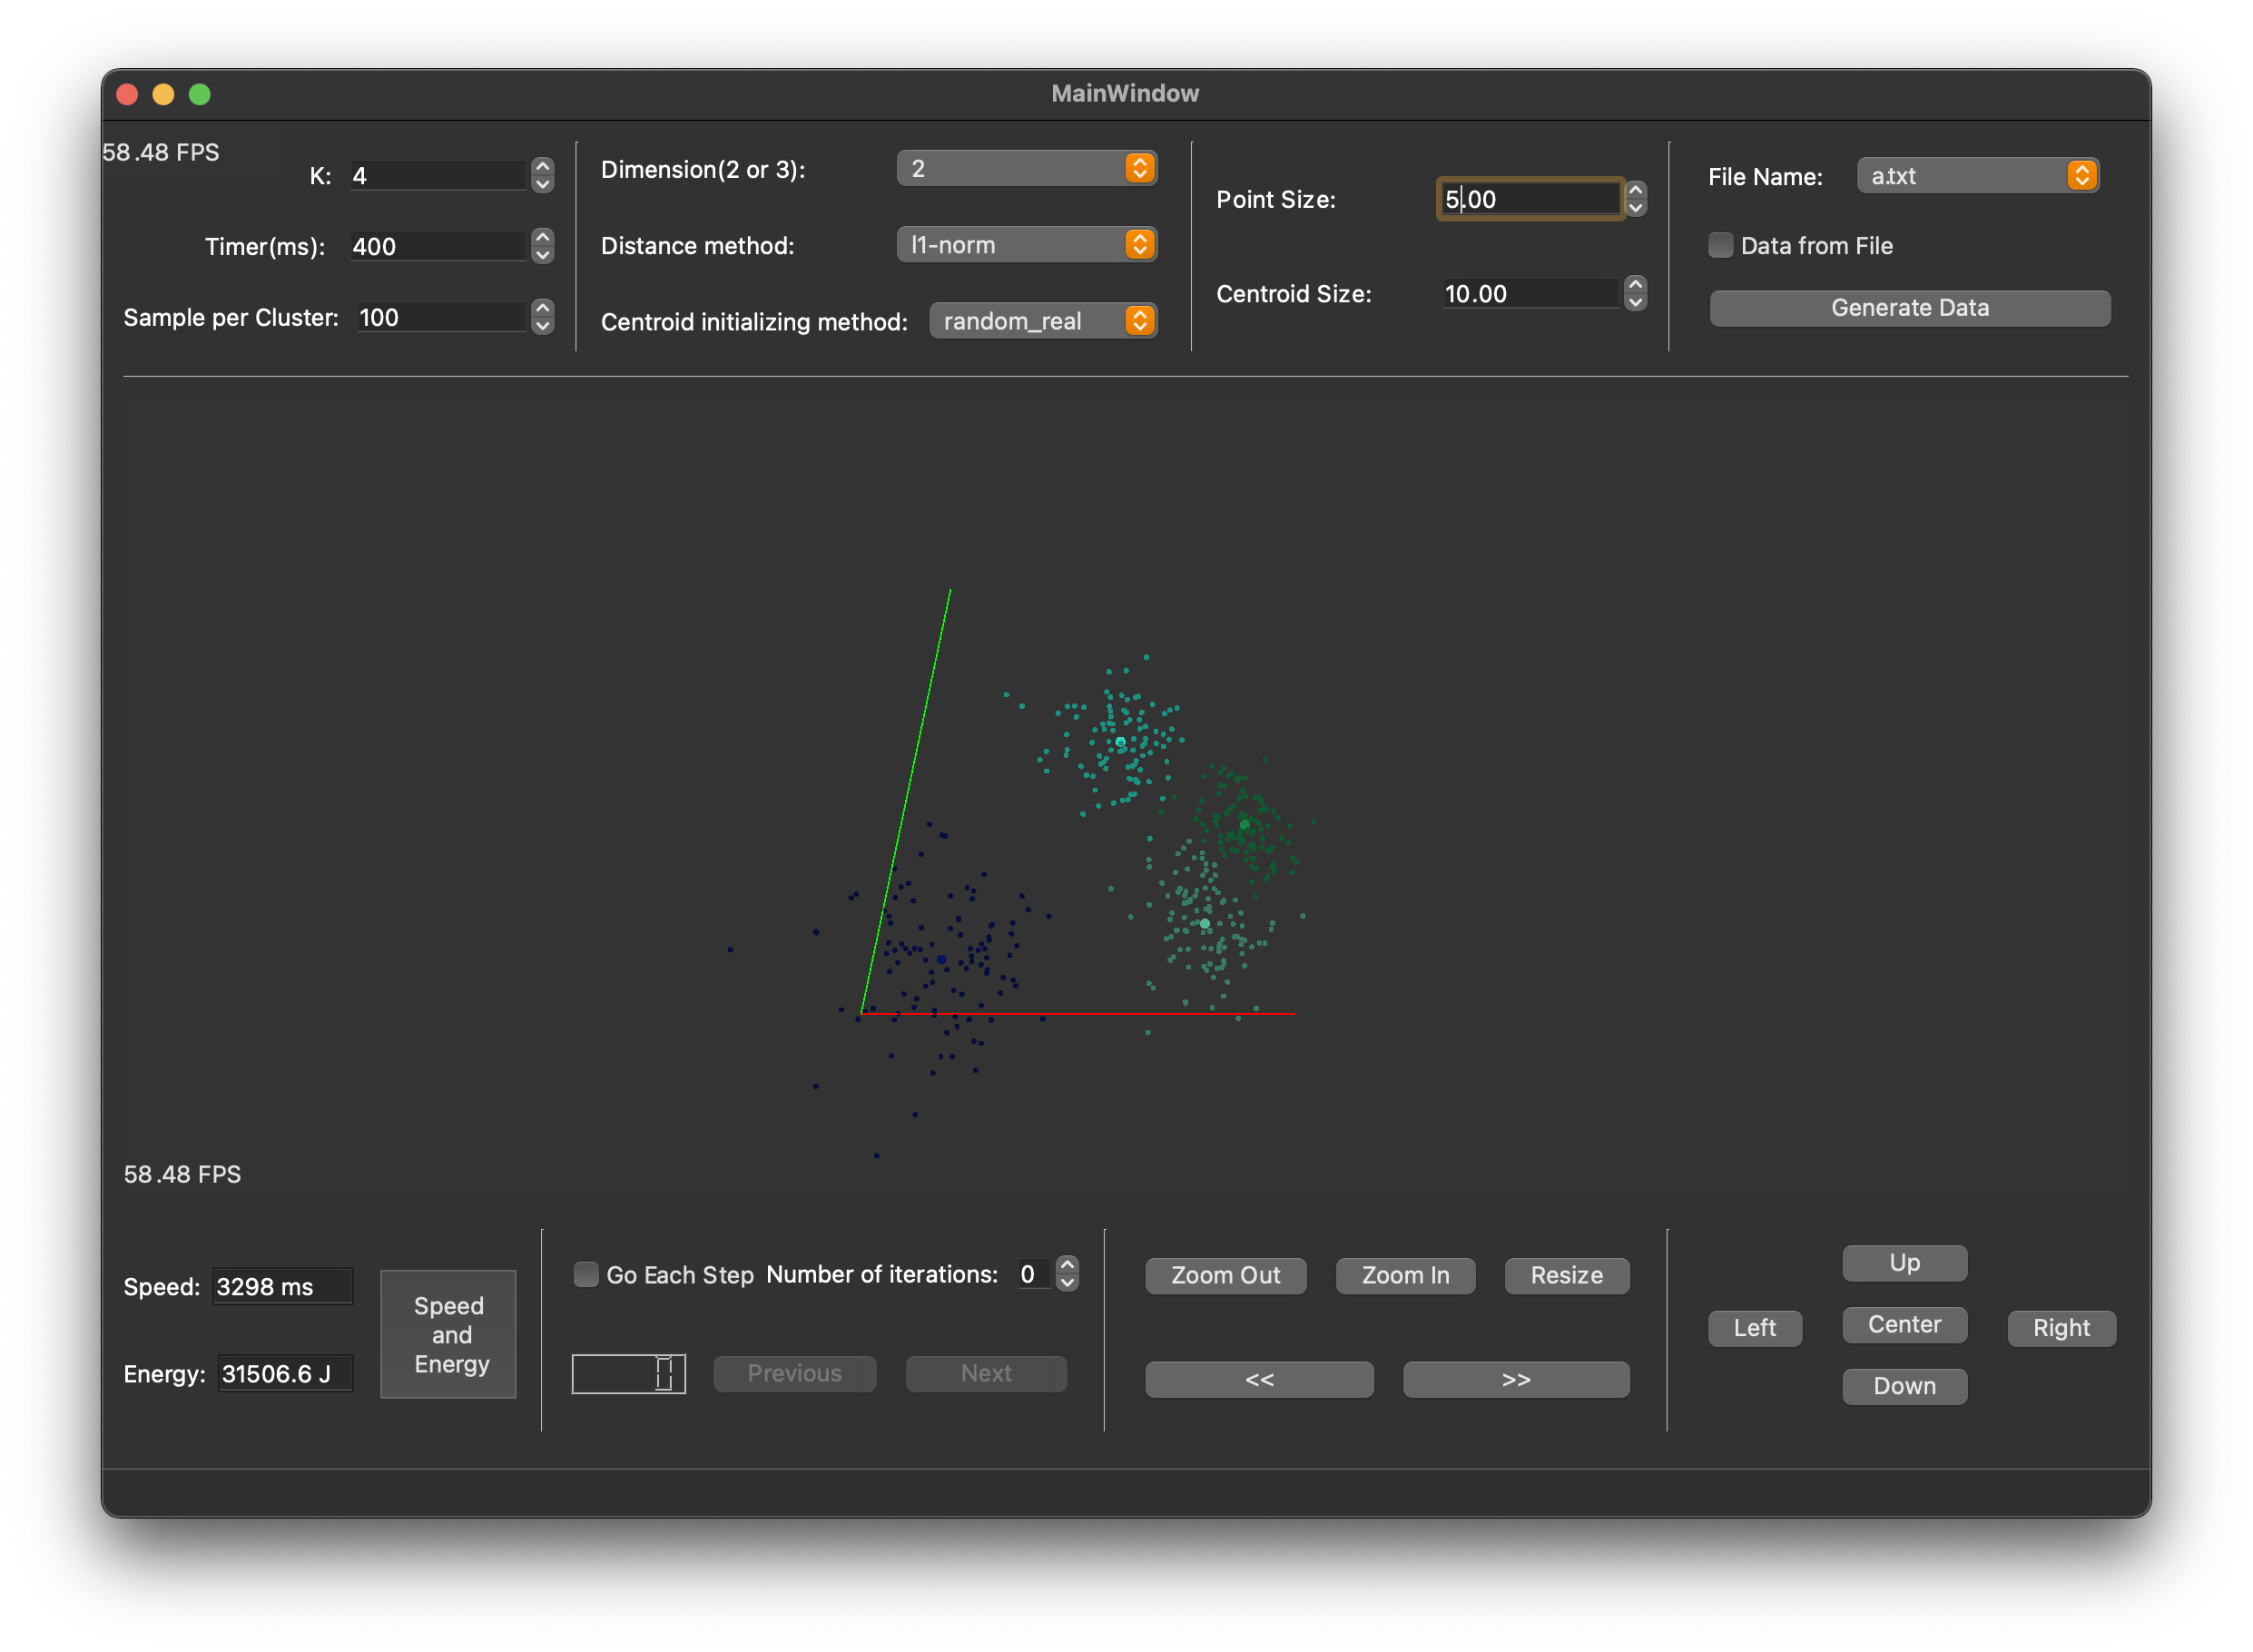 MainWindow
58.48 FPS
K: 4
Timer(ms): 400
Sample per Cluster: 100
Dimension(2 or 3): 2
Distance method: l1-norm
Centroid initializing method: random_real
Point Size: 5.00
Centroid Size: 10.00
File Name: a.txt
Data from File
Generate Data
58.48 FPS
Speed: 3298 ms
Energy: 31506.6 J
Speed
and
Energy
Go Each Step Number of iterations: 0
0 Previous Next
Zoom Out Zoom In Resize
<< >>
Up
Left Center Right
Down